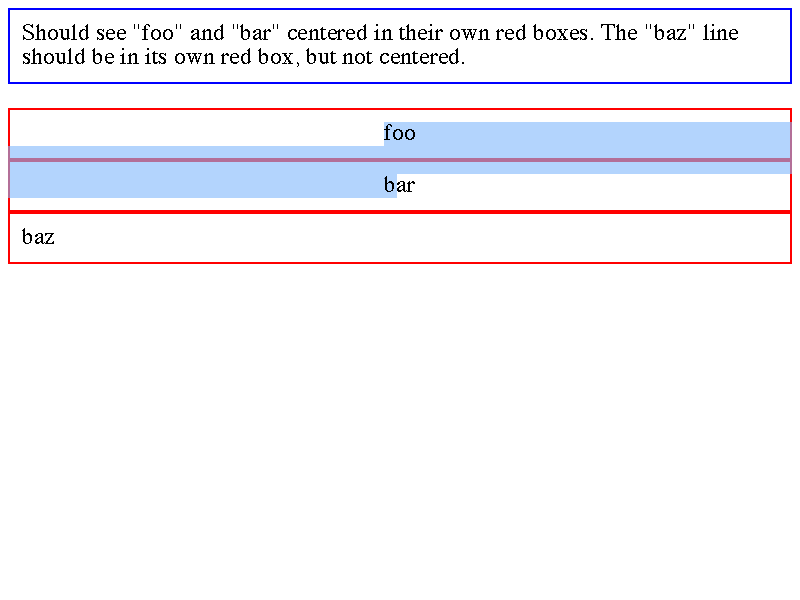 Should see "foo" and "bar" centered in their own red boxes. The "baz" line
should be in its own red box, but not centered.
foo
bar
baz